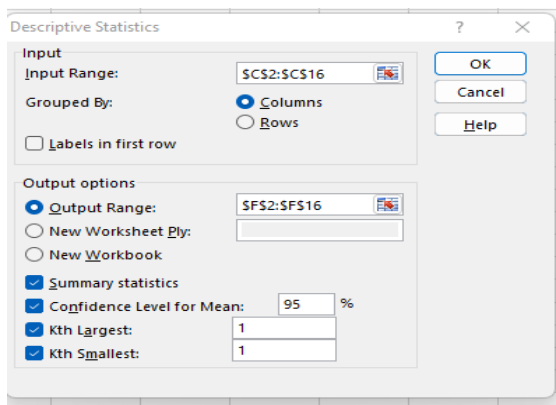 Descriptive Statistics ? ×
Input
Input Range: $C$2:$C$16
Grouped By: Columns
Rows
Labels in first row
OK
Cancel
Help
Output options
Output Range: $F$2:$F$16
New Worksheet Ply:
New Workbook
Summary statistics
Confidence Level for Mean: 95 %
Kth Largest: 1
Kth Smallest: 1